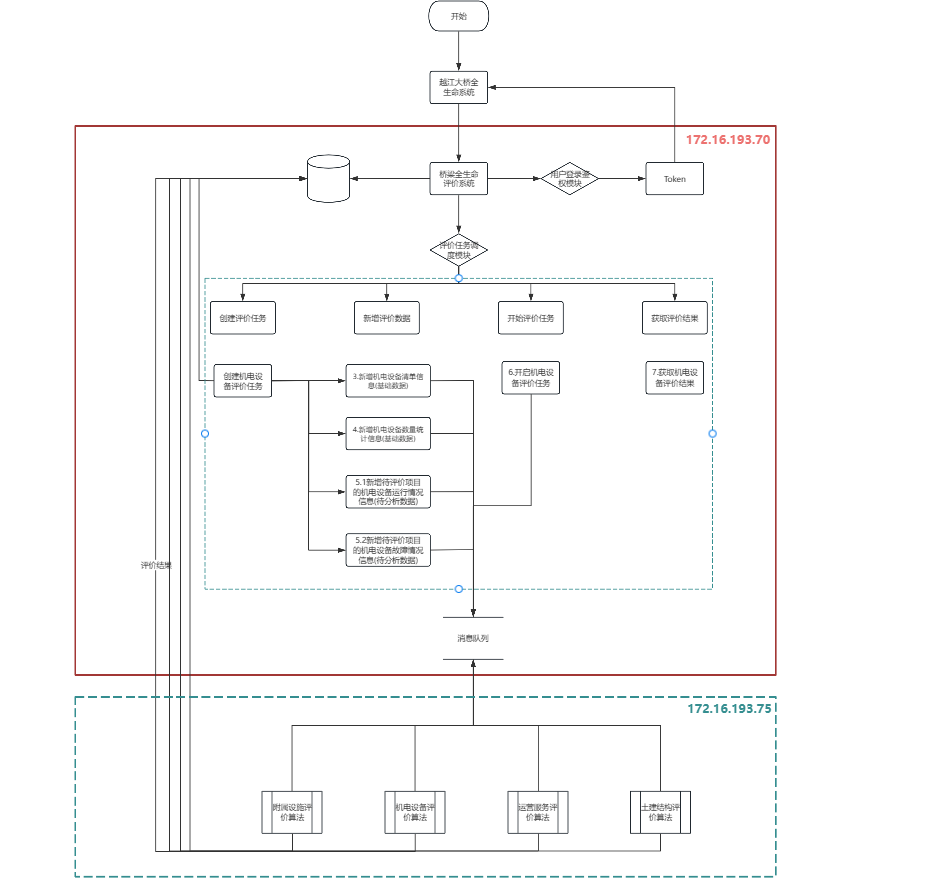 开始
越江大桥全
生命系统
172.16.193.70
桥梁全生命
评价系统
用户登录鉴
权模块
Token
评价任务调
度模块
创建评价任务
新增评价数据
开始评价任务
获取评价结果
创建机电设
备评价任务
3.新增机电设备清单信
息(基础数据)
6.开启机电设
备评价任务
7.获取机电设
备评价结果
4.新增机电设备数量统
计信息(基础数据)
5.1新增待评价项目
的机电设备运行情况
信息(待分析数据)
5.2新增待评价项目
的机电设备故障情况
信息(待分析数据)
评价结果
消息队列
172.16.193.75
附属设施评
价算法
机电设备评
价算法
运营服务评
价算法
土建结构评
价算法